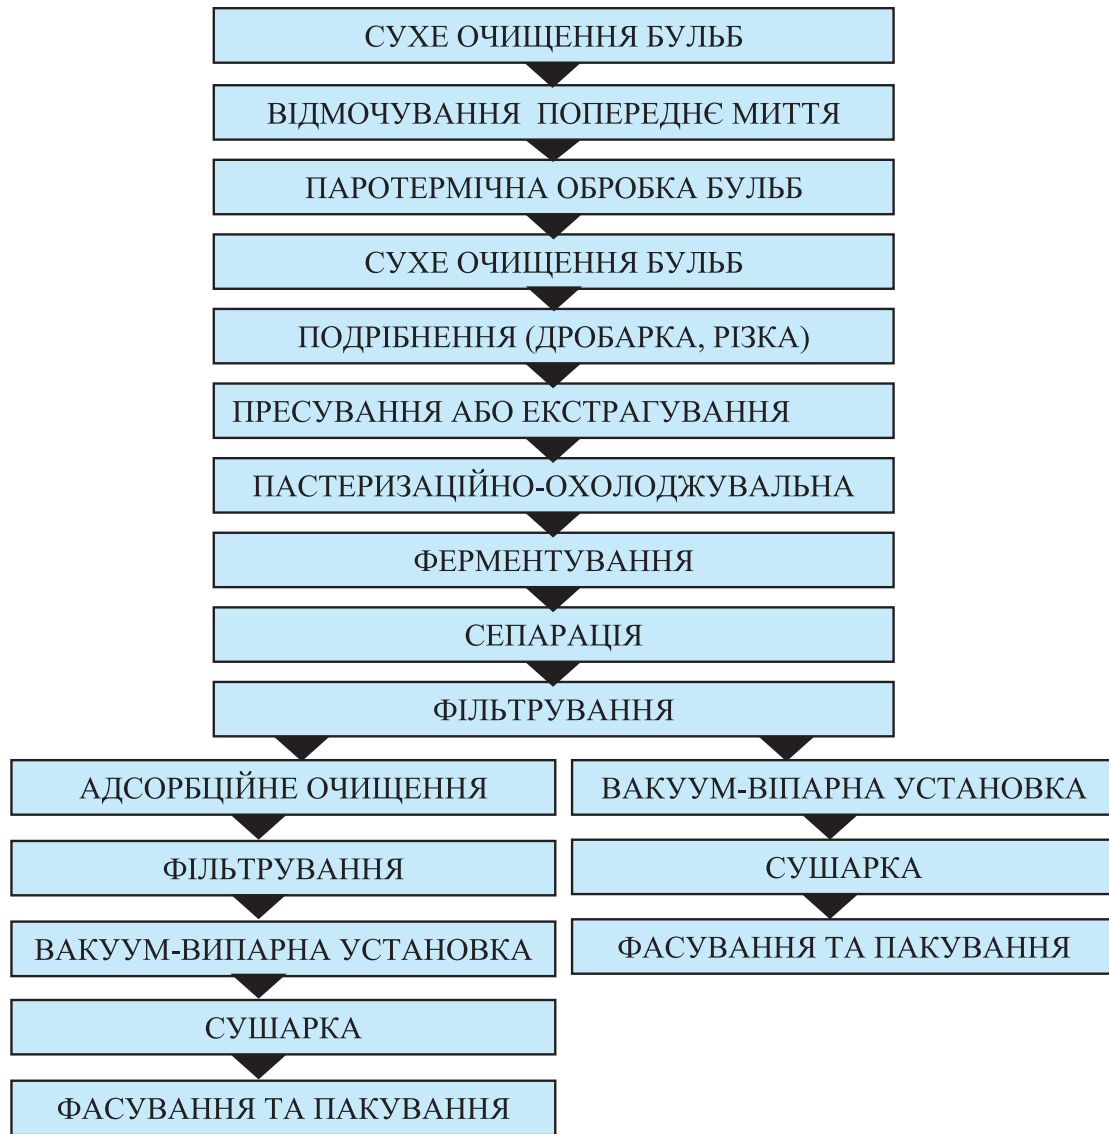 СУХЕ ОЧИЩЕННЯ БУЛЬБ
ВІДМОЧУВАННЯ ПОПЕРЕДНЄ МИТТЯ
ПАРОТЕРМІЧНА ОБРОБКА БУЛЬБ
СУХЕ ОЧИЩЕННЯ БУЛЬБ
ПОДРІБНЕННЯ (ДРОБАРКА, РІЗКА)
ПРЕСУВАННЯ АБО ЕКСТРАГУВАННЯ
ПАСТЕРИЗАЦІЙНО-ОХОЛОДЖУВАЛЬНА
ФЕРМЕНТУВАННЯ
СЕПАРАЦІЯ
ФІЛЬТРУВАННЯ
АДСОРБЦІЙНЕ ОЧИЩЕННЯ
ФІЛЬТРУВАННЯ
ВАКУУМ-ВИПАРНА УСТАНОВКА
СУШАРКА
ФАСУВАННЯ ТА ПАКУВАННЯ
ВАКУУМ-ВІПАРНА УСТАНОВКА
СУШАРКА
ФАСУВАННЯ ТА ПАКУВАННЯ